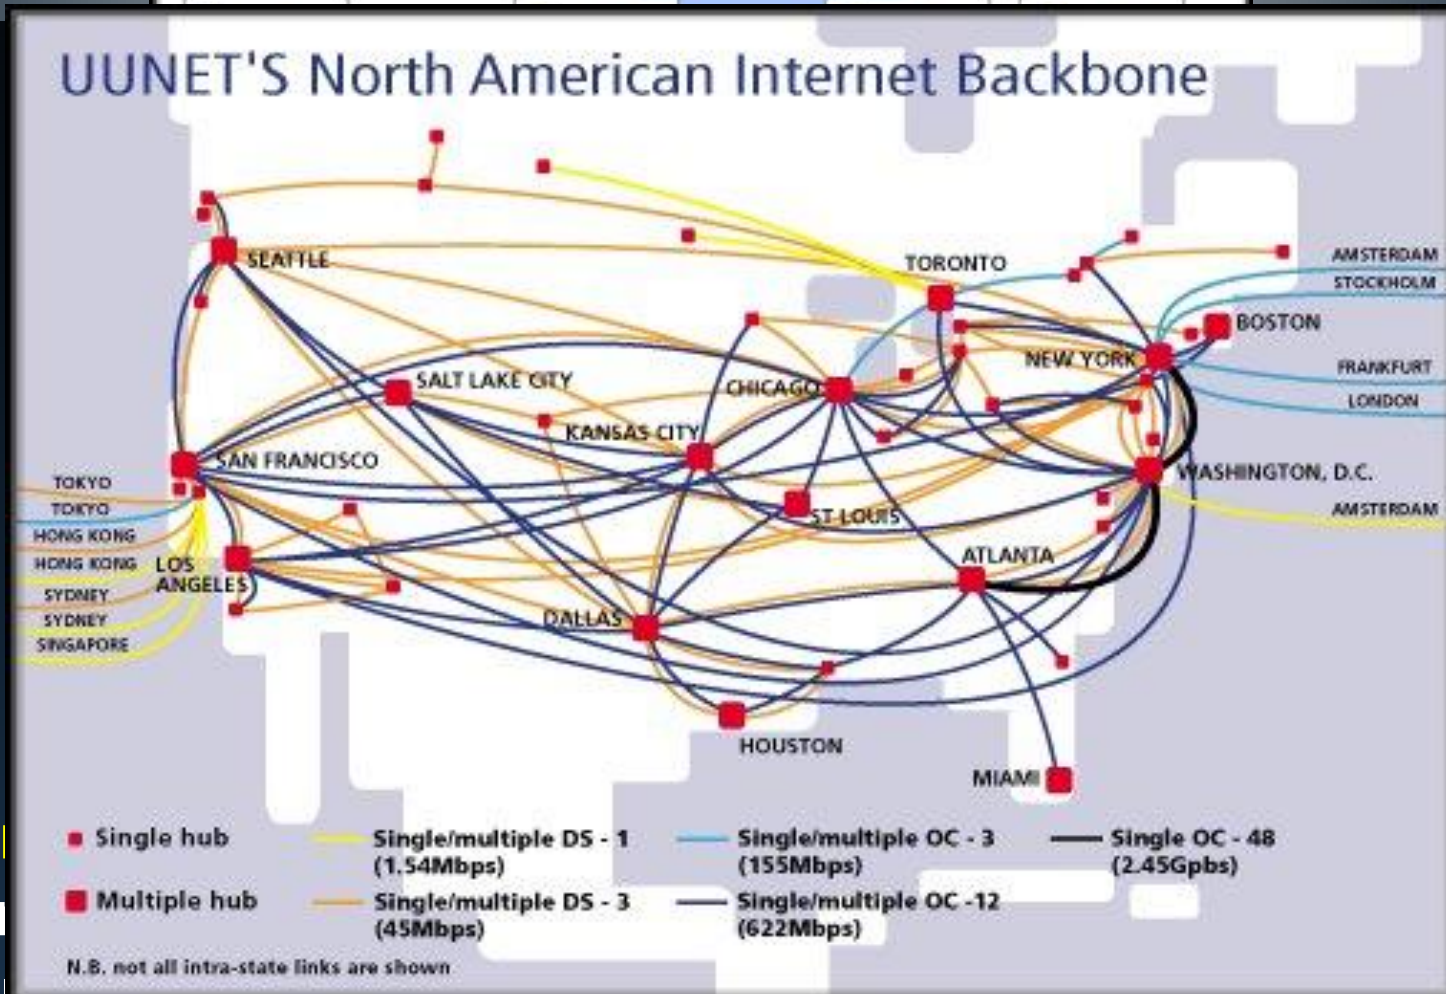 UUNET'S North American Internet Backbone
SEATTLE
TORONTO
AMSTERDAM
STOCKHOLM
BOSTON
NEW YORK
FRANKFURT
LONDON
SALT LAKE CITY
CHICAGO
KANSAS CITY
SAN FRANCISCO
WASHINGTON, D.C.
TOKYO
TOKYO
HONG KONG
HONG KONG
SYDNEY
SYDNEY
SINGAPORE
LOS
ANGELES
ST LOUIS
AMSTERDAM
ATLANTA
DALLAS
HOUSTON
MIAMI
Single hub
Multiple hub
Single/multiple DS - 1
(1.54Mbps)
Single/multiple DS - 3
(45Mbps)
Single/multiple OC - 3
(155Mbps)
Single/multiple OC -12
(622Mbps)
Single OC - 48
(2.45Gpbs)
N.B. not all intra-state links are shown